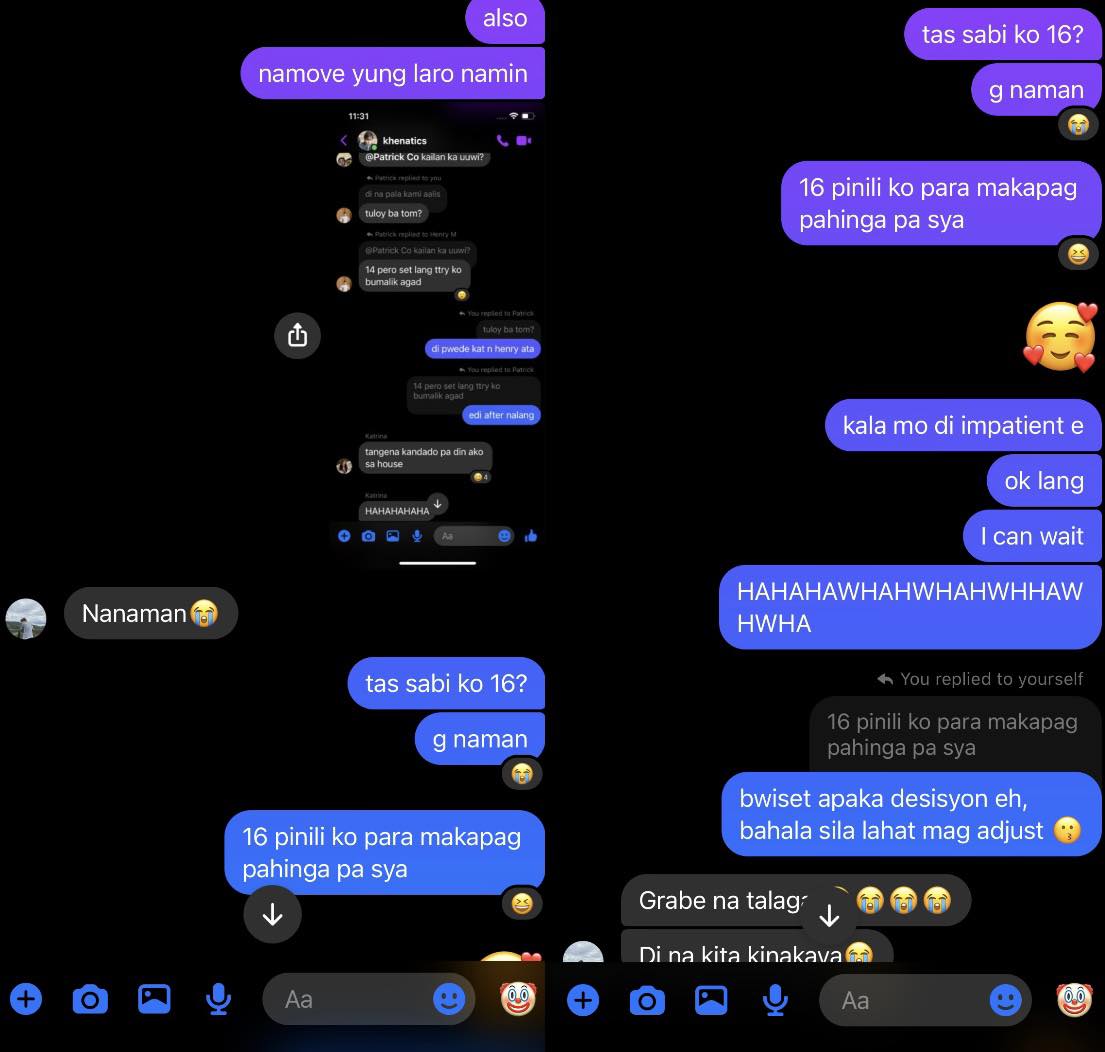 also
namove yung laro namin
11:31
khenatics
@Patrick Co kailan ka uuwi?
Patrick replied to you
di na pala kami aalis
tuloy ba tom?
Patrick replied to Henry M
@Patrick Co kailan ka uuwi?
14 pero set lang ttry ko
bumalik agad
You replied to Patrick
tuloy ba tom?
di pwede kat n henry ata
You replied to Patrick
14 pero set lang ttry ko
bumalik agad
edi after nalang
Katrina
tangena kandado pa din ako
sa house
4
Katrina
HAHAHAHAHA
Aa
Nanaman😭
tas sabi ko 16?
g naman
16 pinili ko para makapag
pahinga pa sya
Aa
tas sabi ko 16?
g naman
16 pinili ko para makapag
pahinga pa sya
kala mo di impatient e
ok lang
I can wait
HAHAHAWHAHWHAHWHHAW
HWHA
You replied to yourself
16 pinili ko para makapag
pahinga pa sya
bwiset apaka desisyon eh,
bahala sila lahat mag adjust 😗
Grabe na talaga 😭😭😭
Di na kita kinakaya😭
Aa